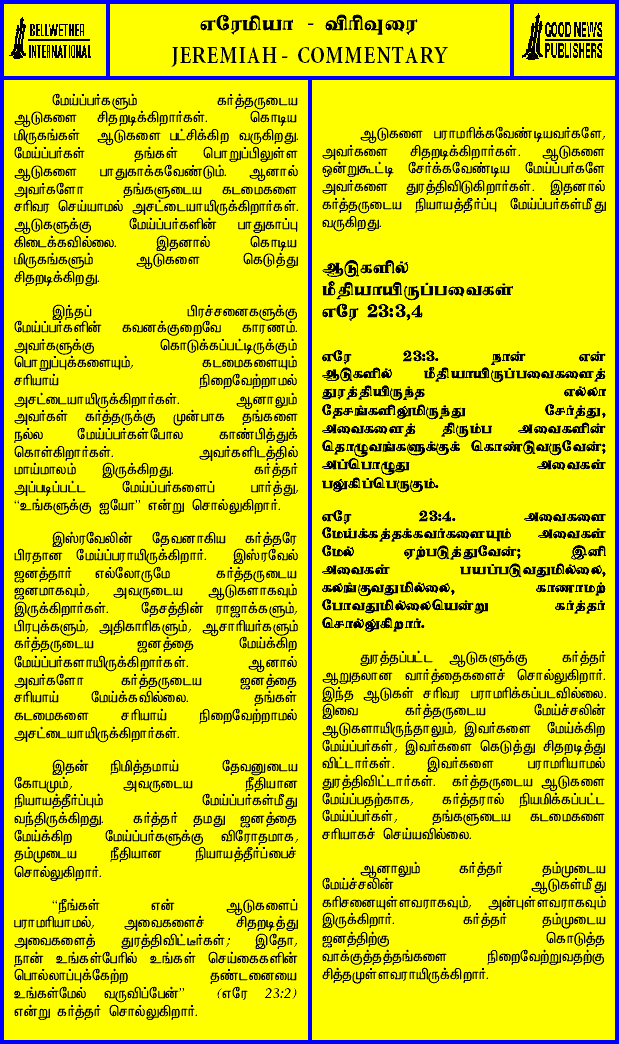 BELLWETHER
INTERNATIONAL
எரேமியா - விரிவுரை
JEREMIAH - COMMENTARY
GOOD NEWS
PUBLISHERS
மேய்ப்பர்களும் கர்த்தருடைய
ஆடுகளை சிதறடிக்கிறார்கள். கொடிய
மிருகங்கள் ஆடுகளை பட்சிக்கிற வருகிறது.
மேய்ப்பர்கள் தங்கள் பொறுப்பிலுள்ள
ஆடுகளை பாதுகாக்கவேண்டும். ஆனால்
அவர்களோ தங்களுடைய கடமைகளை
சரிவர செய்யாமல் அசட்டையாயிருக்கிறார்கள்.
ஆடுகளுக்கு மேய்ப்பர்களின் பாதுகாப்பு
கிடைக்கவில்லை. இதனால் கொடிய
மிருகங்களும் ஆடுகளை கெடுத்து
சிதறடிக்கிறது.
இந்தப் பிரச்சனைகளுக்கு
மேய்ப்பர்களின் கவனக்குறைவே காரணம்.
அவர்களுக்கு கொடுக்கப்பட்டிருக்கும்
பொறுப்புக்களையும், கடமைகளையும்
சரியாய் நிறைவேற்றாமல்
அசட்டையாயிருக்கிறார்கள். ஆனாலும்
அவர்கள் கர்த்தருக்கு முன்பாக தங்களை
நல்ல மேய்ப்பர்கள்போல காண்பித்துக்
கொள்கிறார்கள். அவர்களிடத்தில்
மாய்மாலம் இருக்கிறது. கர்த்தர்
அப்படிப்பட்ட மேய்ப்பர்களைப் பார்த்து,
“உங்களுக்கு ஐயோ” என்று சொல்லுகிறார்.
இஸ்ரவேலின் தேவனாகிய கர்த்தரே
பிரதான மேய்ப்பராயிருக்கிறார். இஸ்ரவேல்
ஜனத்தார் எல்லோருமே கர்த்தருடைய
ஜனமாகவும், அவருடைய ஆடுகளாகவும்
இருக்கிறார்கள். தேசத்தின் ராஜாக்களும்,
பிரபுக்களும், அதிகாரிகளும், ஆசாரியர்களும்
கர்த்தருடைய ஜனத்தை மேய்க்கிற
மேய்ப்பர்களாயிருக்கிறார்கள். ஆனால்
அவர்களோ கர்த்தருடைய ஜனத்தை
சரியாய் மேய்க்கவில்லை. தங்கள்
கடமைகளை சரியாய் நிறைவேற்றாமல்
அசட்டையாயிருக்கிறார்கள்.
இதன் நிமித்தமாய் தேவனுடைய
கோபமும், அவருடைய நீதியான
நியாயத்தீர்ப்பும் மேய்ப்பர்கள்மீது
வந்திருக்கிறது. கர்த்தர் தமது ஜனத்தை
மேய்க்கிற மேய்ப்பர்களுக்கு விரோதமாக,
தம்முடைய நீதியான நியாயத்தீர்ப்பைச்
சொல்லுகிறார்.
“நீங்கள் என் ஆடுகளைப்
பராமரியாமல், அவைகளைச் சிதறடித்து
அவைகளைத் துரத்திவிட்டீர்கள்; இதோ,
நான் உங்கள்பேரில் உங்கள் செய்கைகளின்
பொல்லாப்புக்கேற்ற தண்டனையை
உங்கள்மேல் வருவிப்பேன்” (எரே 23:2)
என்று கர்த்தர் சொல்லுகிறார்.
ஆடுகளை பராமரிக்கவேண்டியவர்களே,
அவர்களை சிதறடிக்கிறார்கள். ஆடுகளை
ஒன்றுகூட்டி சேர்க்கவேண்டிய மேய்ப்பர்களே
அவர்களை துரத்திவிடுகிறார்கள். இதனால்
கர்த்தருடைய நியாயத்தீர்ப்பு மேய்ப்பர்கள்மீது
வருகிறது.
ஆடுகளில்
மீதியாயிருப்பவைகள்
எரே 23:3,4
எரே 23:3. நான் என்
ஆடுகளில் மீதியாயிருப்பவைகளைத்
துரத்தியிருந்த எல்லா
தேசங்களிலுமிருந்து சேர்த்து,
அவைகளைத் திரும்ப அவைகளின்
தொழுவங்களுக்குக் கொண்டுவருவேன்;
அப்பொழுது அவைகள்
பலுகிப்பெருகும்.
எரே 23:4. அவைகளை
மேய்க்கத்தக்கவர்களையும் அவைகள்
மேல் ஏற்படுத்துவேன்; இனி
அவைகள் பயப்படுவதுமில்லை,
கலங்குவதுமில்லை, காணாமற்
போவதுமில்லையென்று கர்த்தர்
சொல்லுகிறார்.
துரத்தப்பட்ட ஆடுகளுக்கு கர்த்தர்
ஆறுதலான வார்த்தைகளைச் சொல்லுகிறார்.
இந்த ஆடுகள் சரிவர பராமரிக்கப்படவில்லை.
இவை கர்த்தருடைய மேய்ச்சலின்
ஆடுகளாயிருந்தாலும், இவர்களை மேய்க்கிற
மேய்ப்பர்கள், இவர்களை கெடுத்து சிதறடித்து
விட்டார்கள். இவர்களை பராமரியாமல்
துரத்திவிட்டார்கள். கர்த்தருடைய ஆடுகளை
மேய்ப்பதற்காக, கர்த்தரால் நியமிக்கப்பட்ட
மேய்ப்பர்கள், தங்களுடைய கடமைகளை
சரியாகச் செய்யவில்லை.
ஆனாலும் கர்த்தர் தம்முடைய
மேய்ச்சலின் ஆடுகள்மீது
கரிசனையுள்ளவராகவும், அன்புள்ளவராகவும்
இருக்கிறார். கர்த்தர் தம்முடைய
ஜனத்திற்கு கொடுத்த
வாக்குத்தத்தங்களை நிறைவேற்றுவதற்கு
சித்தமுள்ளவராயிருக்கிறார்.